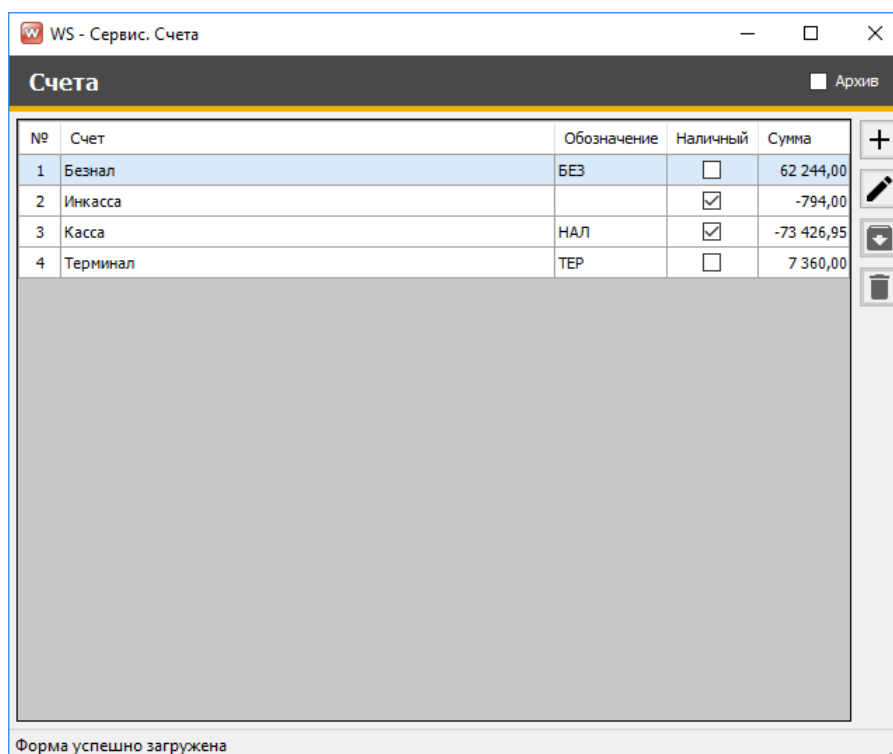 WS - Сервис. Счета
Счета Архив
№ Счет Обозначение Наличный Сумма
1 Безнал БЕЗ 62 244,00
2 Инкасса -794,00
3 Касса НАЛ -73 426,95
4 Терминал ТЕР 7 360,00
Форма успешно загружена